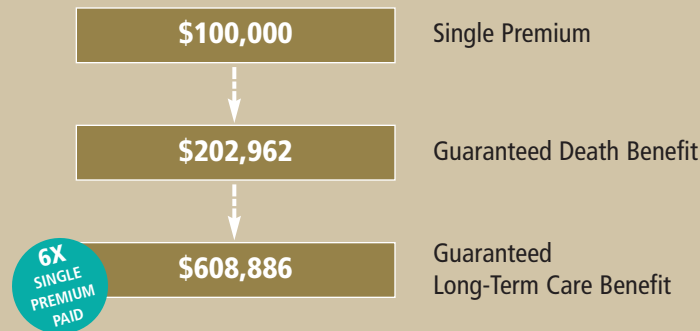 $100,000
Single Premium
$202,962
Guaranteed Death Benefit
6X
SINGLE
PREMIUM
PAID
$608,886
Guaranteed
Long-Term Care Benefit